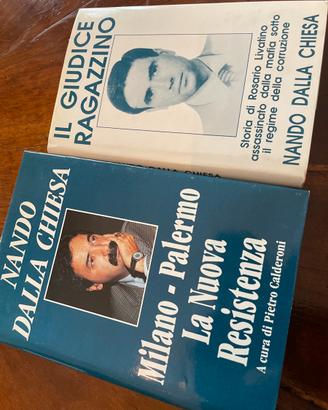 IL GIUDICE
RAGAZZINO
Storia di Rosario Livatino
assassinato dalla mafia sotto
il regime della corruzione
NANDO DALLA CHIESA
NANDO
DALLA CHIESA
Milano - Palermo
La Nuova
Resistenza
A cura di Pietro Calderoni